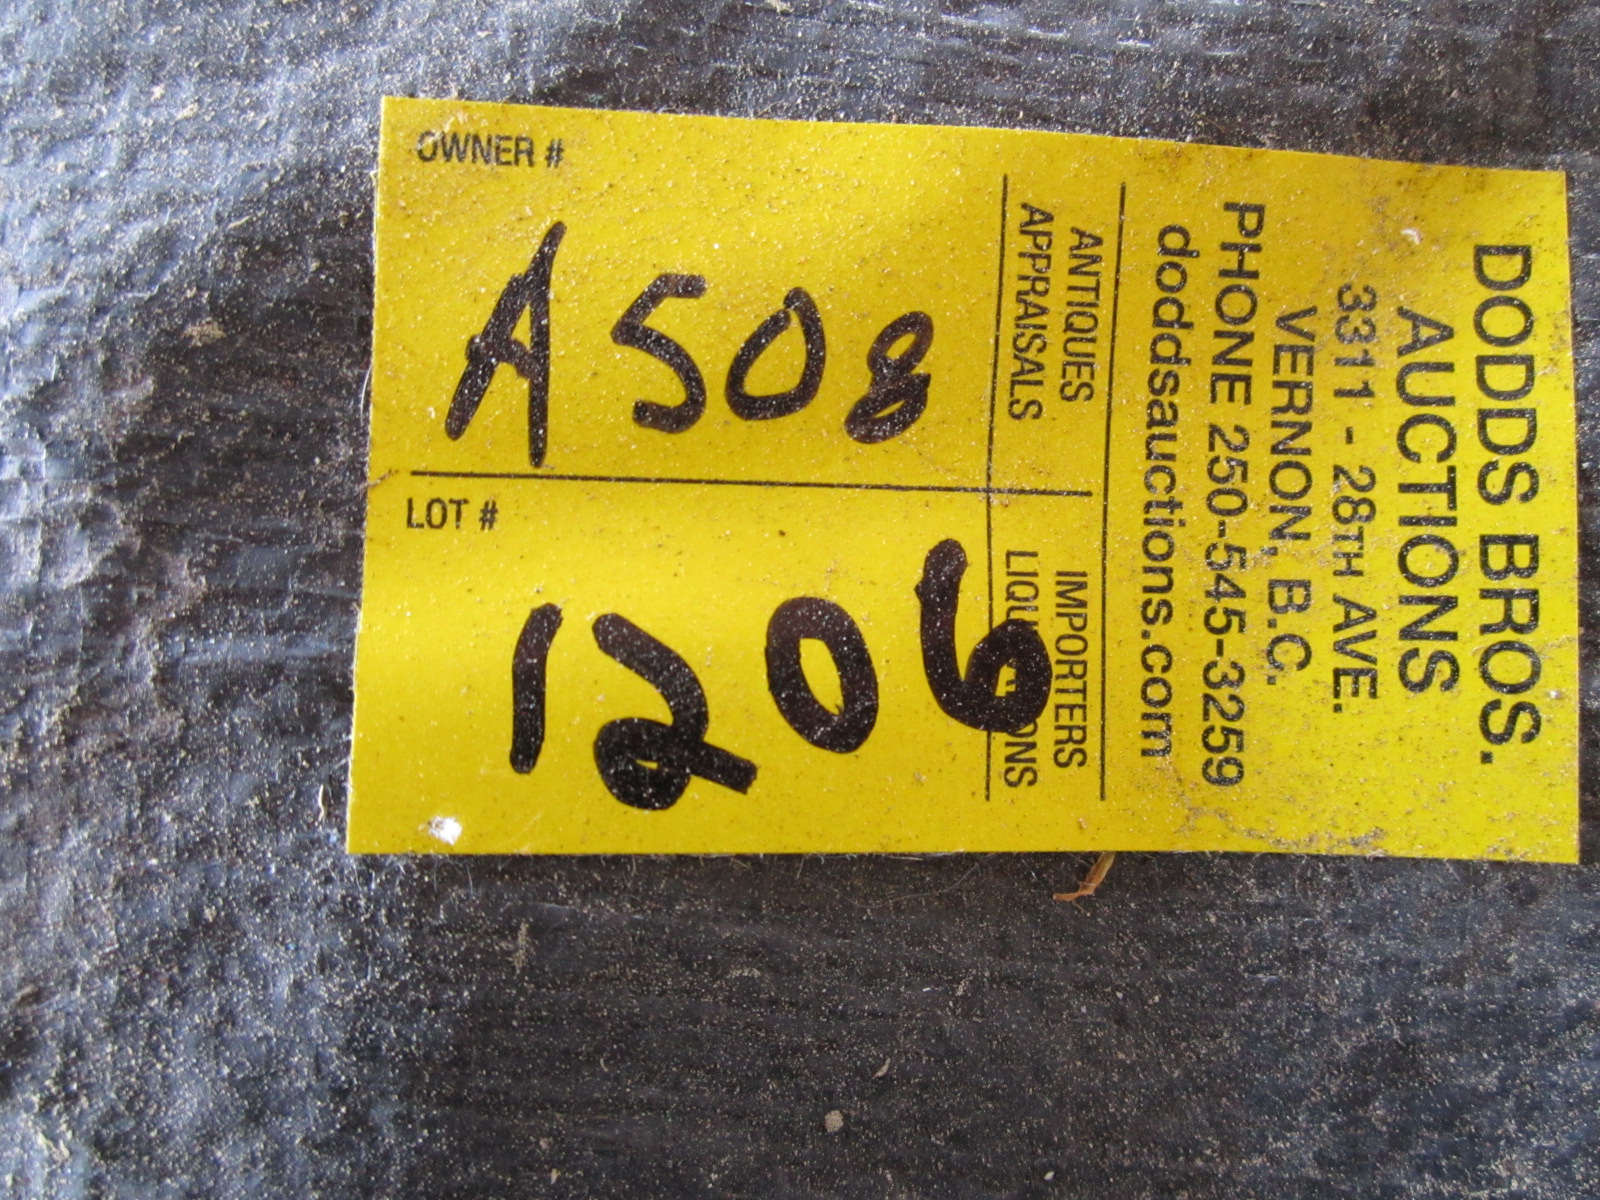 DODDS BROS.
AUCTIONS
3311 - 28TH AVE.
VERNON, B.C.
PHONE 250-545-3259
doddsauctions.com
ANTIQUES
APPRAISALS
IMPORTERS
LIQUIDATIONS
OWNER #
A508
LOT #
1206